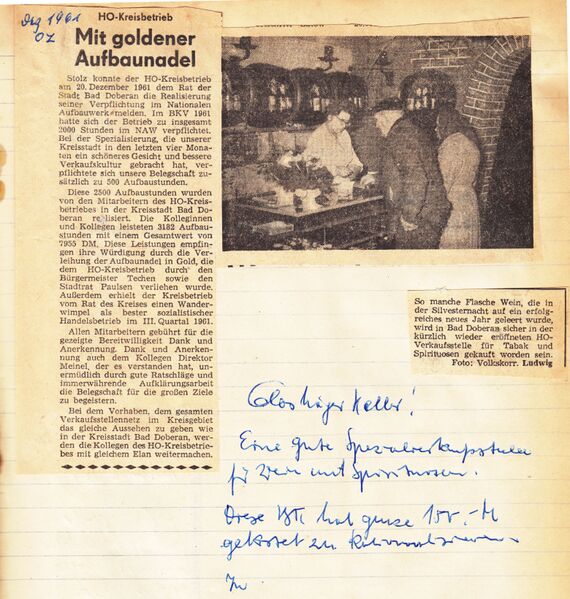 Dez 1961
OZ
HO-Kreisbetrieb
Mit goldener
Aufbaunadel
Stolz konnte der HO-Kreisbetrieb
am 20. Dezember 1961 dem Rat der
Stadt Bad Doberan die Realisierung
seiner Verpflichtung im Nationalen
Aufbauwerk melden. Im BKV 1961
hatte sich der Betrieb zu insgesamt
2000 Stunden im NAW verpflichtet.
Bei der Spezialisierung, die unserer
Kreisstadt in den letzten vier Mona-
ten ein schöneres Gesicht und bessere
Verkaufskultur gebracht hat, ver-
pflichtete sich unsere Belegschaft zu-
sätzlich zu 500 Aufbaustunden.
Diese 2500 Aufbaustunden wurden
von den Mitarbeitern des HO-Kreis-
betriebes in der Kreisstadt Bad Do-
beran realisiert. Die Kolleginnen
und Kollegen leisteten 3182 Aufbau-
stunden mit einem Gesamtwert von
7955 DM. Diese Leistungen empfin-
gen ihre Würdigung durch die Ver-
leihung der Aufbaunadel in Gold, die
dem HO-Kreisbetrieb durch den
Bürgermeister Techen sowie den
Stadtrat Paulsen verliehen wurde.
Außerdem erhielt der Kreisbetrieb
vom Rat des Kreises einen Wander-
wimpel als bester sozialistischer
Handelsbetrieb im III. Quartal 1961.
Allen Mitarbeitern gebührt für die
gezeigte Bereitwilligkeit Dank und
Anerkennung. Dank und Anerken-
nung auch dem Kollegen Direktor
Meinel, der es verstanden hat, un-
ermüdlich durch gute Ratschläge und
immerwährende Aufklärungsarbeit
die Belegschaft für die großen Ziele
zu begeistern.
Bei dem Vorhaben, dem gesamten
Verkaufsstellennetz im Kreisgebiet
das gleiche Aussehen zu geben wie
in der Kreisstadt Bad Doberan, wer-
den die Kollegen des HO-Kreisbetrie-
bes mit gleichem Elan weitermachen.
So manche Flasche Wein, die in
der Silvesternacht auf ein erfolg-
reiches neues Jahr geleert wurde,
wird in Bad Doberan sicher in der
kürzlich wieder eröffneten HO-
Verkaufsstelle für Tabak und
Spirituosen gekauft worden sein.
Foto: Volkskorr. Ludwig
Keller!
Eine gute Spezialverkaufsstelle
für Wein und Spirituosen.
Diese hat ganze 150.-M
gekostet zu